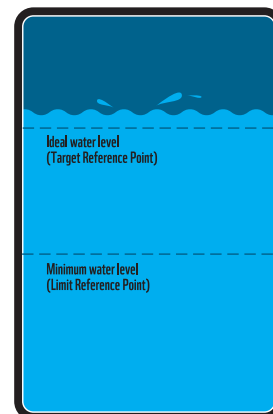 Ideal water level
(Target Reference Point)
Minimum water level
(Limit Reference Point)